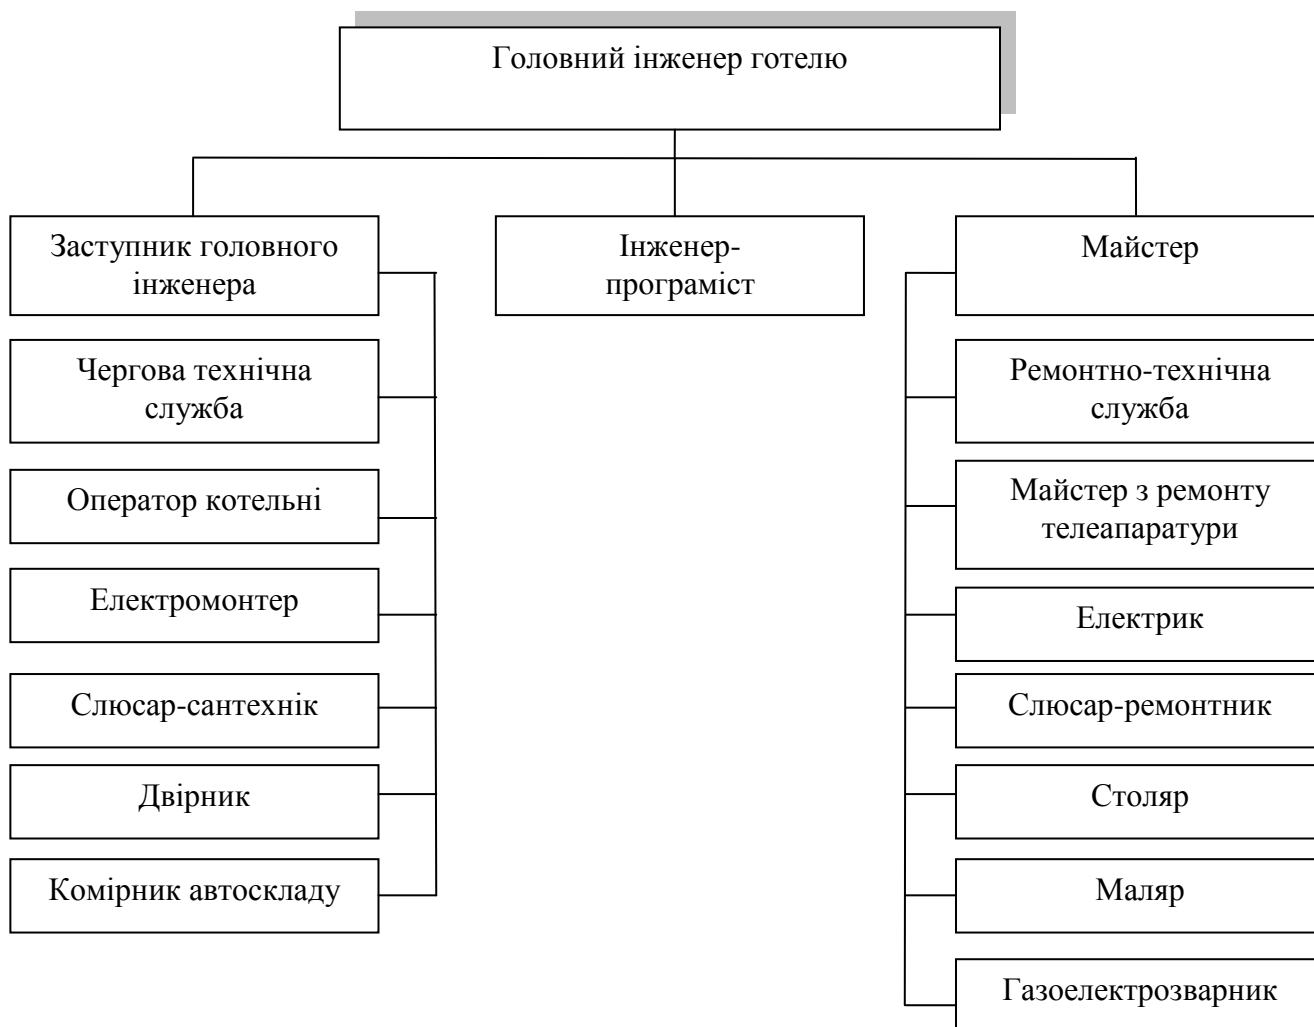 Головний інженер готелю
Заступник головного
інженера
Інженер-
програміст
Майстер
Чергова технічна
служба
Ремонтно-технічна
служба
Оператор котельні
Майстер з ремонту
телеапаратури
Електромонтер
Електрик
Слюсар-сантехнік
Слюсар-ремонтник
Двірник
Столяр
Комірник автоскладу
Маляр
Газоелектрозварник